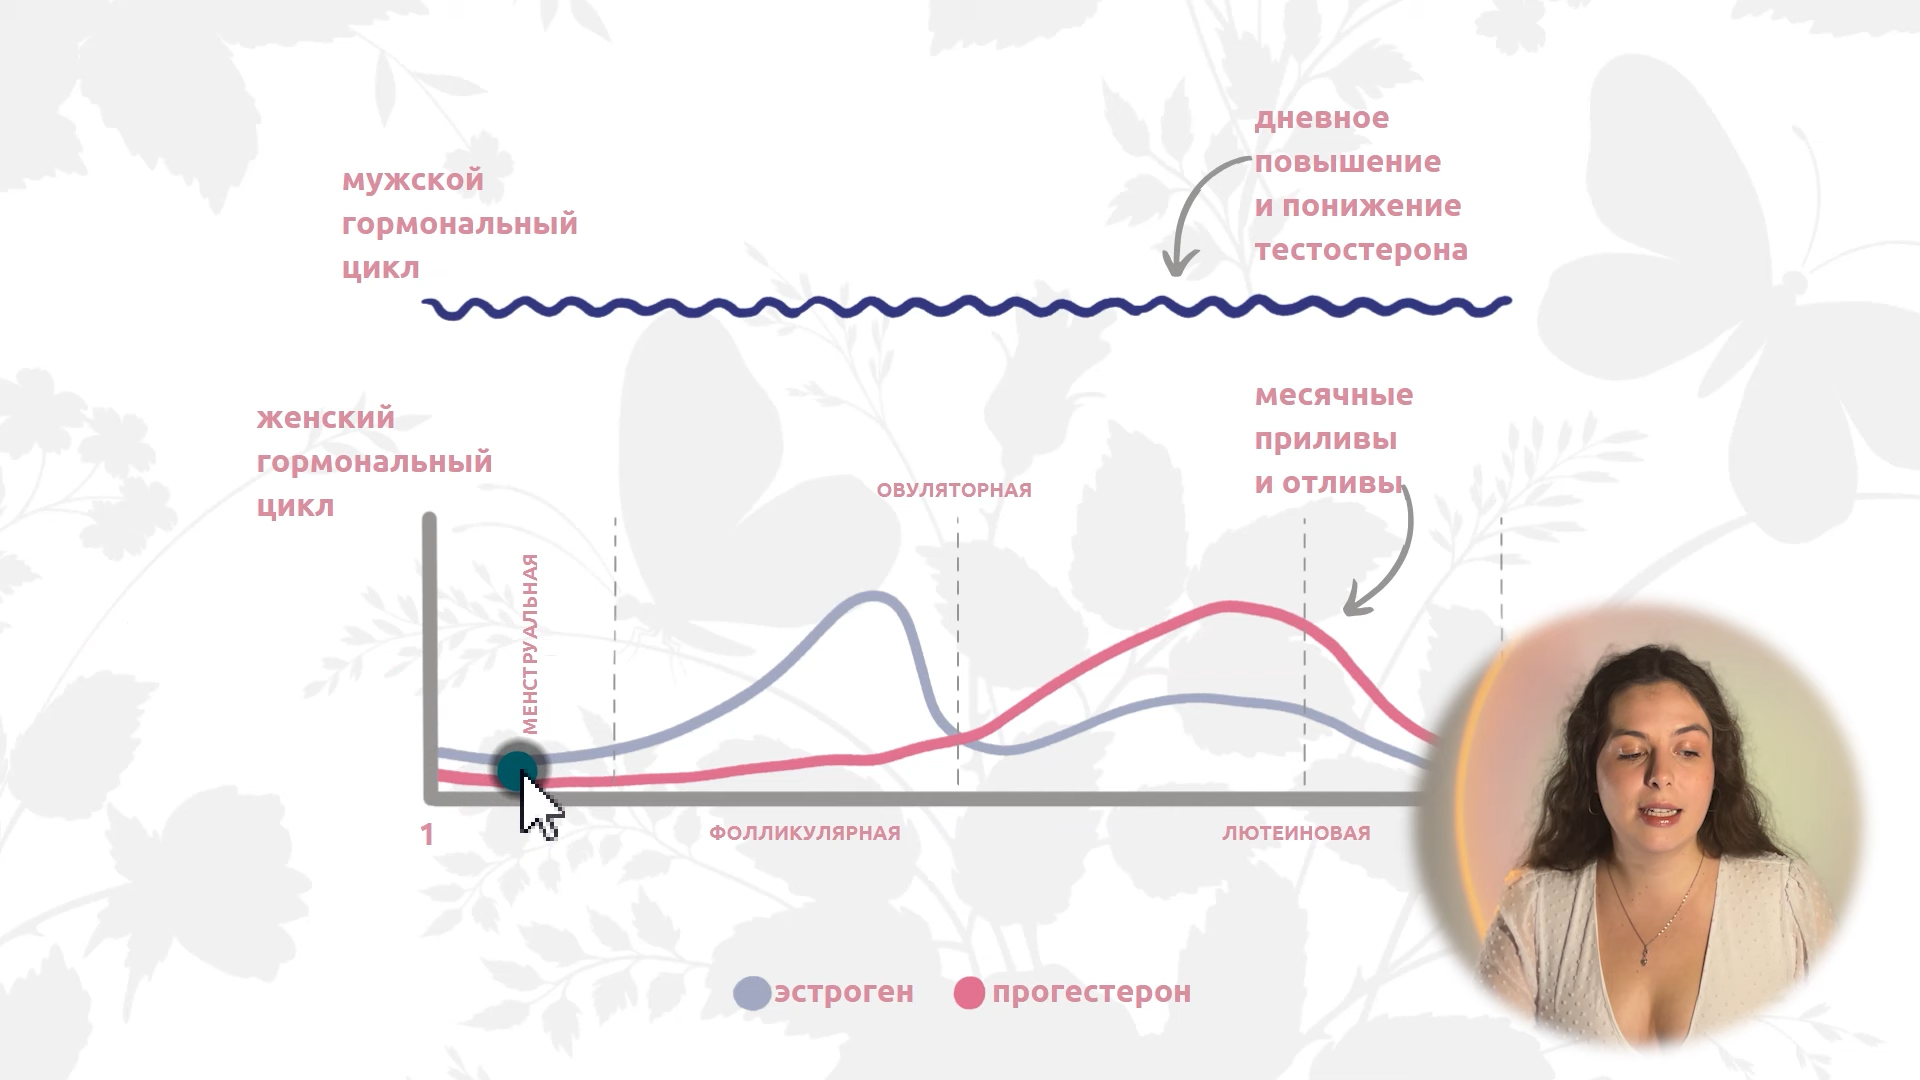 мужской
гормональный
цикл
дневное
повышение
и понижение
тестостерона
женский
гормональный
цикл
месячные
приливы
и отливы
ОВУЛЯТОРНАЯ
МЕНСТРУАЛЬНАЯ
1
ФОЛЛИКУЛЯРНАЯ
ЛЮТЕИНОВАЯ
эстроген
прогестерон